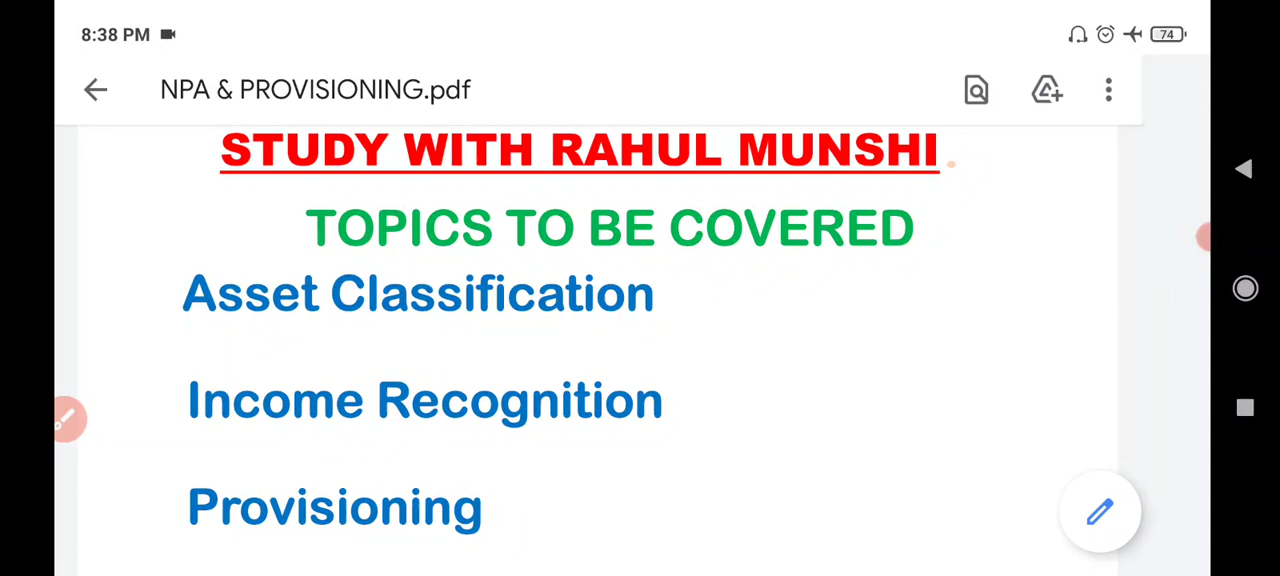 8:38 PM
74
NPA & PROVISIONING.pdf
STUDY WITH RAHUL MUNSHI
TOPICS TO BE COVERED
Asset Classification
Income Recognition
Provisioning